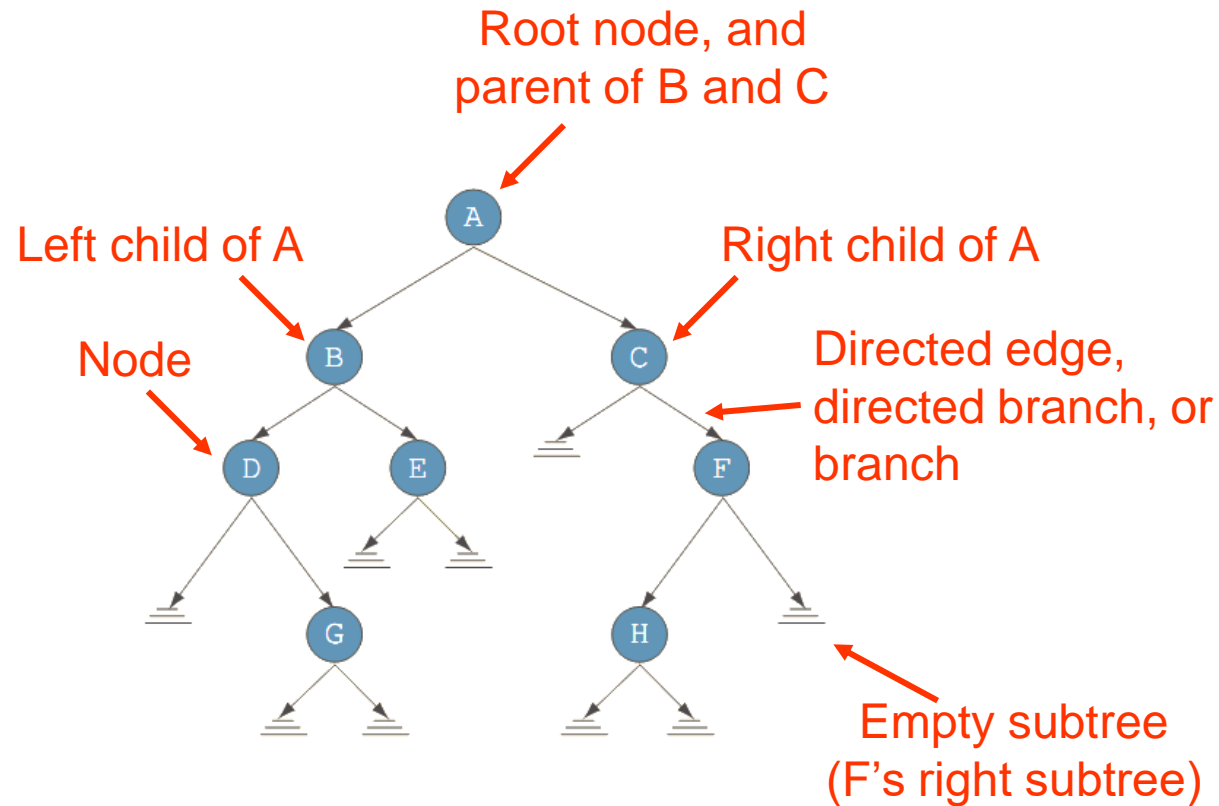 Root node, and
parent of B and C
A
Left child of A
Right child of A
B
C
Node
Directed edge,
directed branch, or
branch
D
E
F
G
H
Empty subtree
(F’s right subtree)